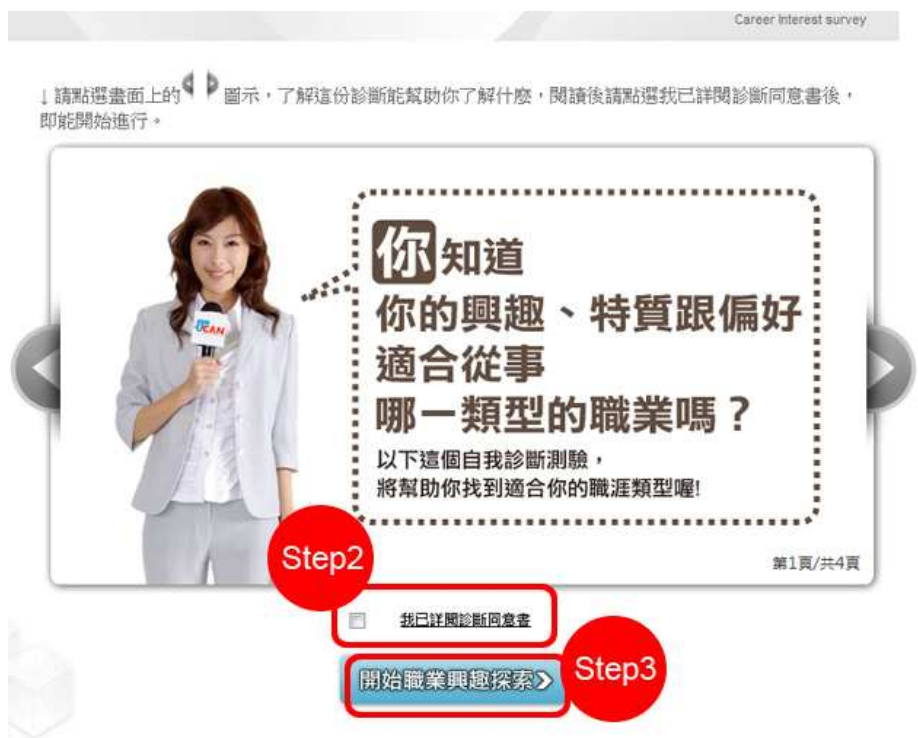 Career Interest survey
↓請點選畫面上的 圖示，了解這份診斷能幫助你了解什麼，閱讀後請點選我已詳閱診斷同意書後，
即能開始進行。
你知道
你的興趣、特質跟偏好
適合從事
哪一類型的職業嗎？
以下這個自我診斷測驗，
將幫助你找到適合你的職涯類型喔!
UCAN
第1頁/共4頁
Step2
我已詳閱診斷同意書
開始職業興趣探索
Step3